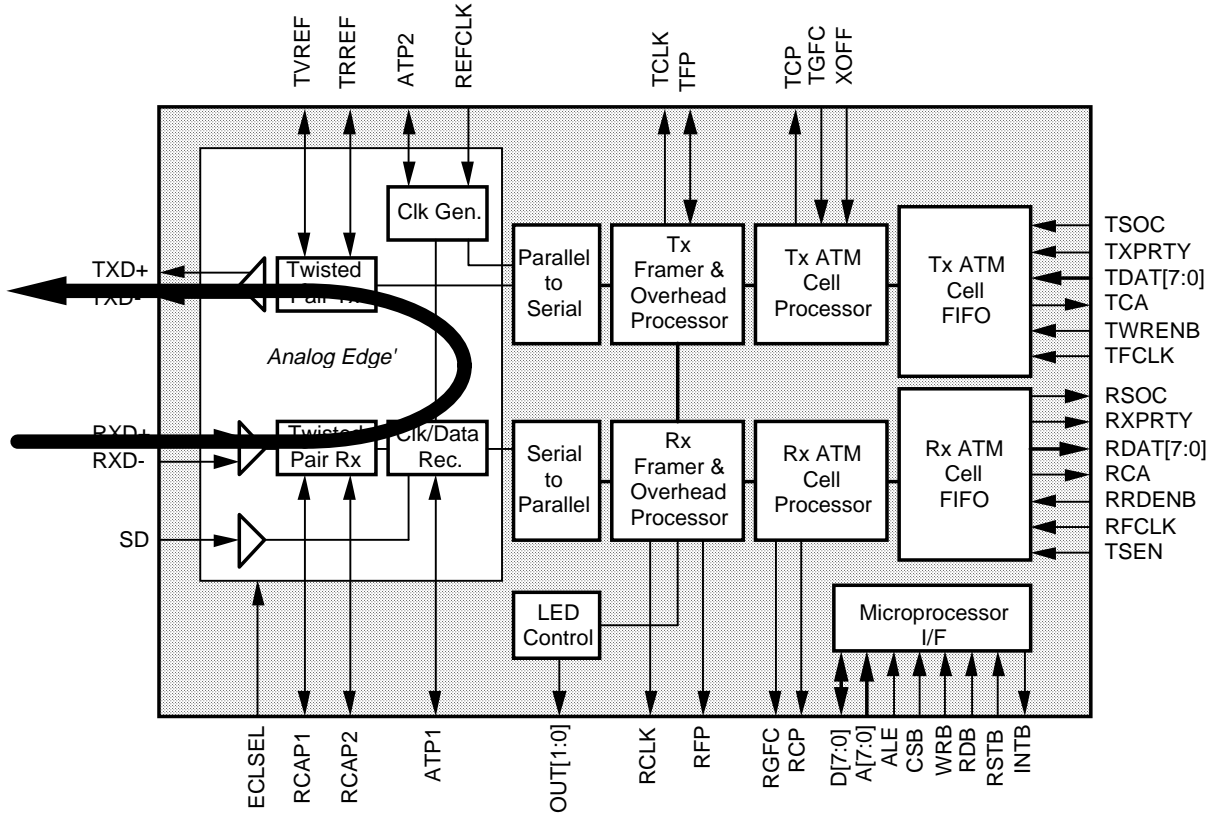 TVREF
TRREF
ATP2
REFCLK
TCLK
TFP
TCP
TGFC
XOFF
Clk Gen.
TXD+
TXD-
Twisted
Pair Tx
Parallel
to
Serial
Tx
Framer &
Overhead
Processor
Tx ATM
Cell
Processor
Tx ATM
Cell
FIFO
TSOC
TXPRTY
TDAT[7:0]
TCA
TWRENB
TFCLK
Analog Edge'
RXD+
RXD-
Twisted
Pair Rx
Clk/Data
Rec.
Serial
to
Parallel
Rx
Framer &
Overhead
Processor
Rx ATM
Cell
Processor
Rx ATM
Cell
FIFO
RSOC
RXPRTY
RDAT[7:0]
RCA
RRDENB
RFCLK
TSEN
SD
LED
Control
Microprocessor
I/F
ECLSEL
RCAP1
RCAP2
ATP1
OUT[1:0]
RCLK
RFP
RGFC
RCP
D[7:0]
A[7:0]
ALE
CSB
WRB
RDB
RSTB
INTB